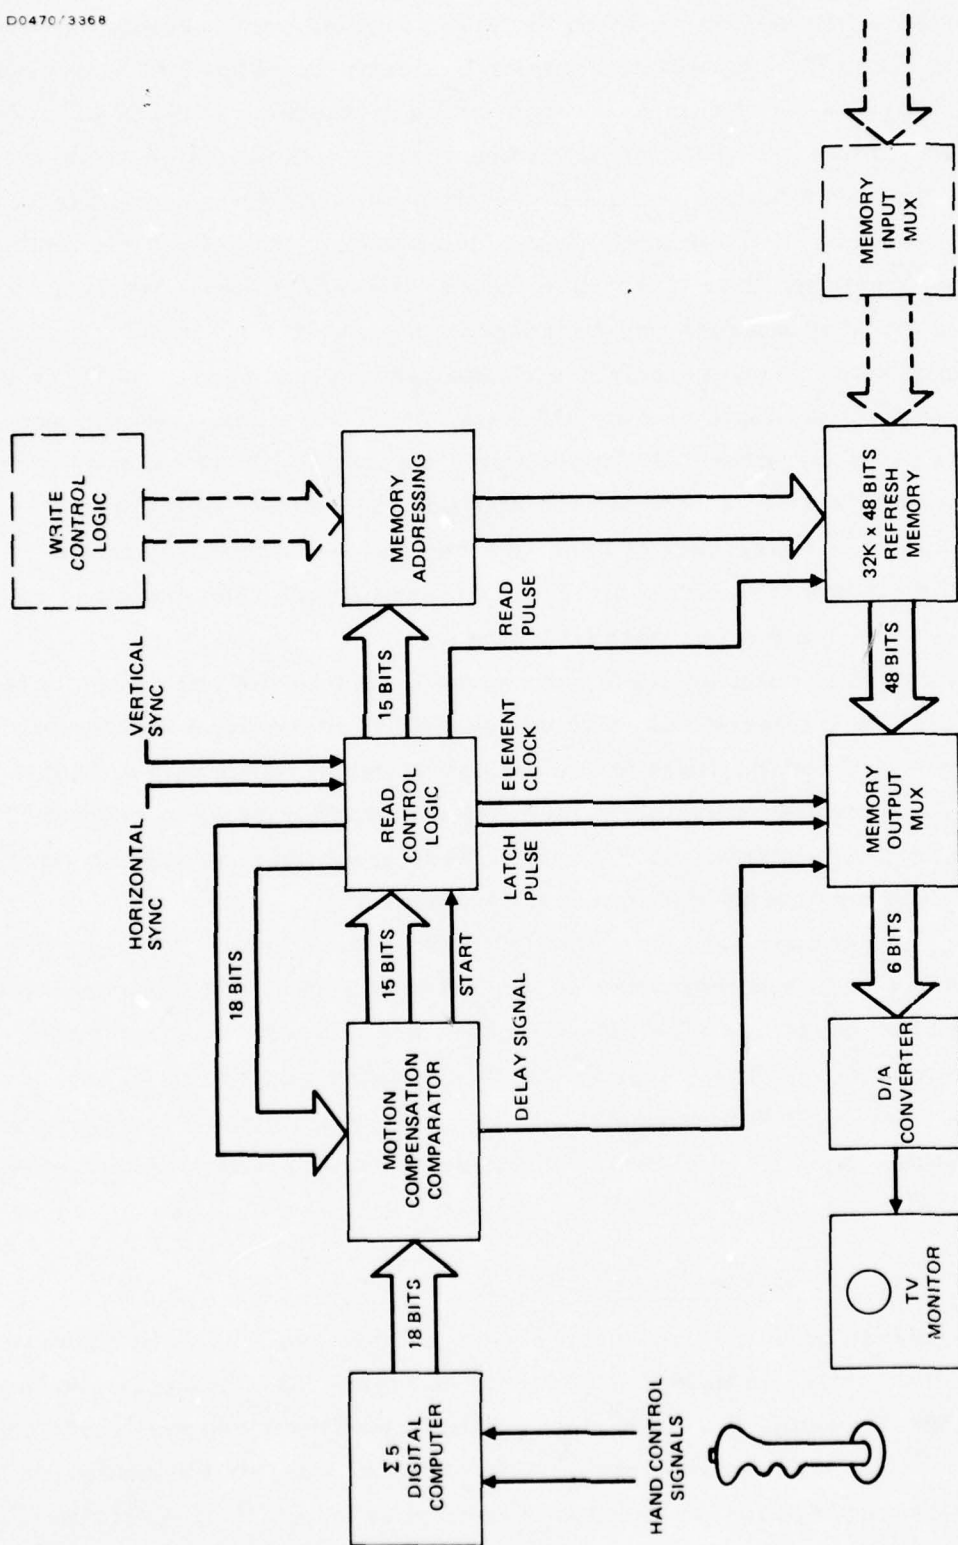 D0470/3368
HORIZONTAL
SYNC
VERTICAL
SYNC
WRITE
CONTROL
LOGIC
18 BITS
Σ5
DIGITAL
COMPUTER
18 BITS
MOTION
COMPENSATION
COMPARATOR
15 BITS
START
READ
CONTROL
LOGIC
15 BITS
MEMORY
ADDRESSING
HAND CONTROL
SIGNALS
DELAY SIGNAL
LATCH
PULSE
ELEMENT
CLOCK
READ
PULSE
TV
MONITOR
D/A
CONVERTER
6 BITS
MEMORY
OUTPUT
MUX
48 BITS
32K x 48 BITS
REFRESH
MEMORY
MEMORY
INPUT
MUX